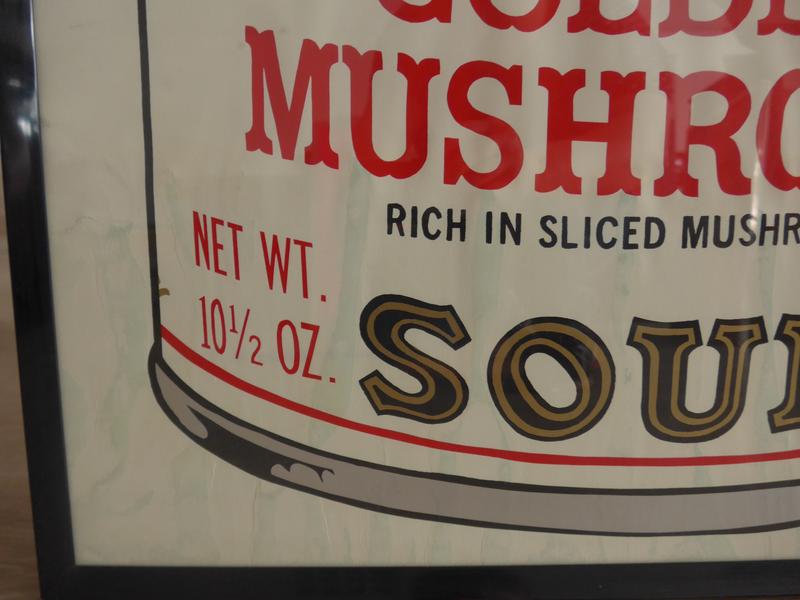 MUSHRO
RICH IN SLICED MUSHR
NET WT.
10½ OZ.
SOU